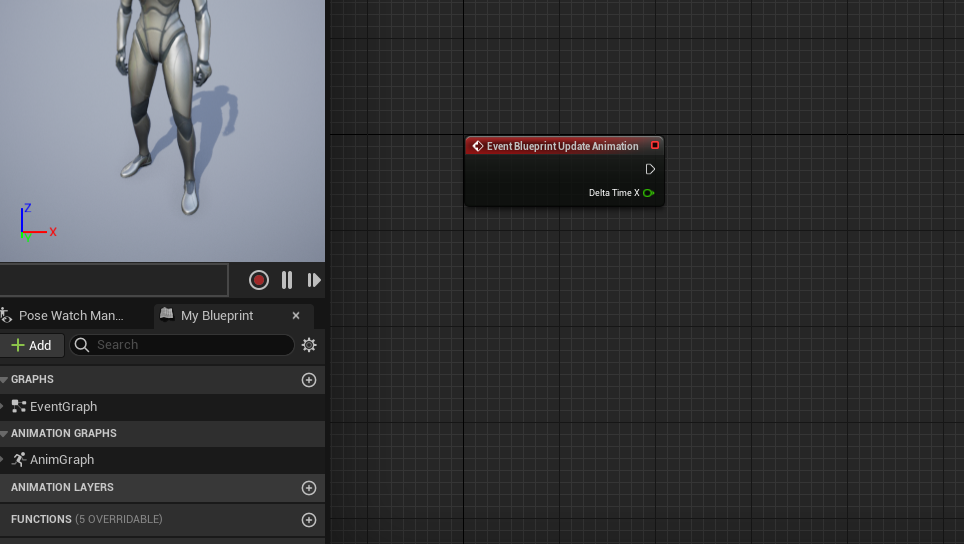 Event Blueprint Update Animation
Delta Time X
Z
X
Pose Watch Man...
My Blueprint
Add
Search
GRAPHS
EventGraph
ANIMATION GRAPHS
AnimGraph
ANIMATION LAYERS
FUNCTIONS (5 OVERRIDABLE)